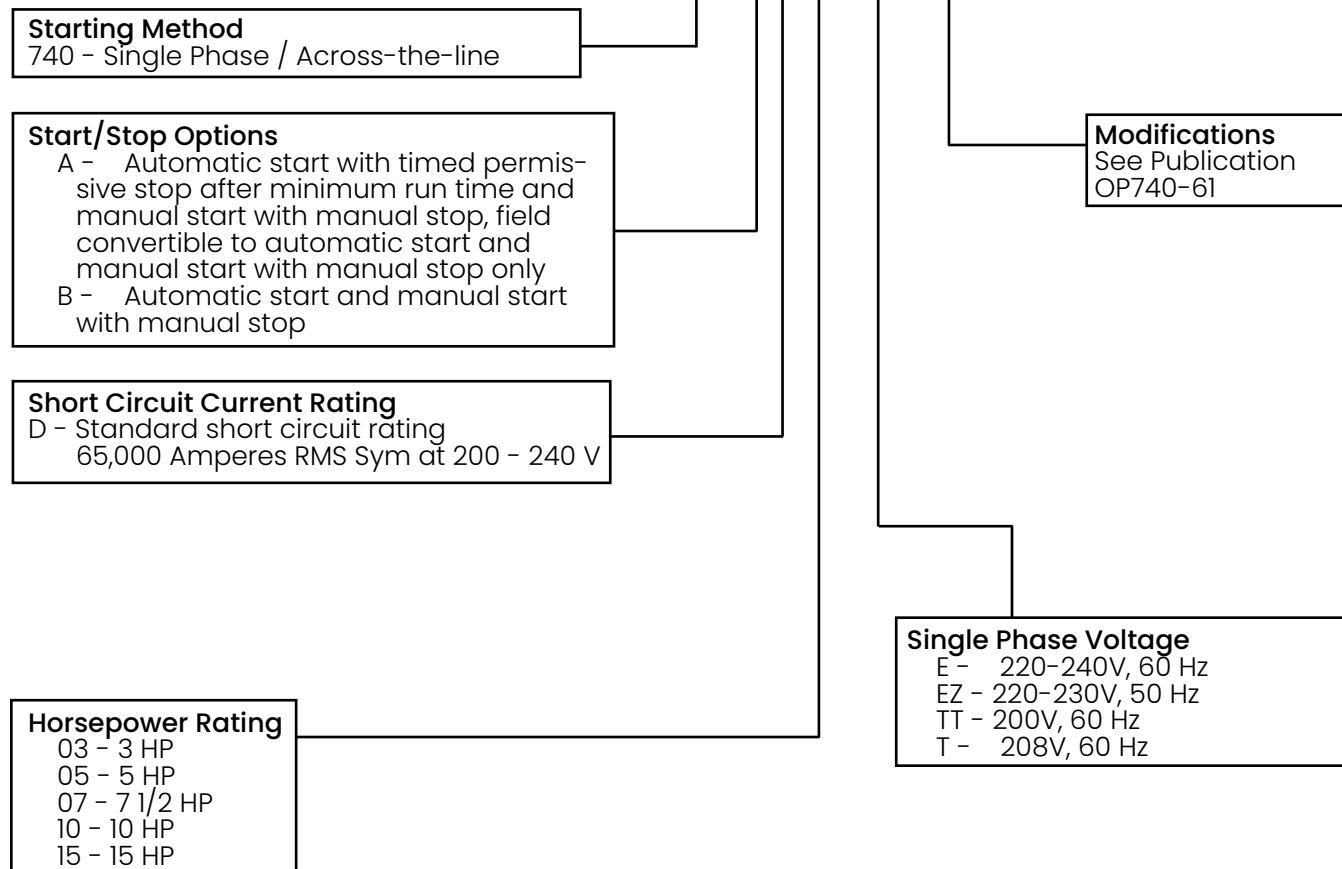 Starting Method
740 - Single Phase / Across-the-line
Start/Stop Options
A - Automatic start with timed permis-
sive stop after minimum run time and
manual start with manual stop, field
convertible to automatic start and
manual start with manual stop only
B - Automatic start and manual start
with manual stop
Short Circuit Current Rating
D - Standard short circuit rating
65,000 Amperes RMS Sym at 200 - 240 V
Horsepower Rating
03 - 3 HP
05 - 5 HP
07 - 7 1/2 HP
10 - 10 HP
15 - 15 HP
Modifications
See Publication
OP740-61
Single Phase Voltage
E - 220-240V, 60 Hz
EZ - 220-230V, 50 Hz
TT - 200V, 60 Hz
T - 208V, 60 Hz